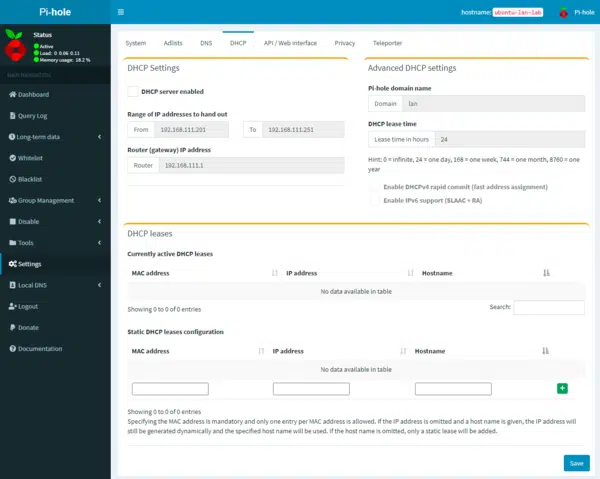 Pi-hole
hostname: ubuntu-lan-lab
Pi-hole
Status
Active
Load: 0 0.06 0.11
Memory usage: 18.2 %
MAIN NAVIGATION
Dashboard
Query Log
Long-term data
Whitelist
Blacklist
Group Management
Disable
Tools
Settings
Local DNS
Logout
Donate
Documentation
System
Adlists
DNS
DHCP
API / Web interface
Privacy
Teleporter
DHCP Settings
DHCP server enabled
Range of IP addresses to hand out
From 192.168.111.201
To 192.168.111.251
Router (gateway) IP address
Router 192.168.111.1
Advanced DHCP settings
Pi-hole domain name
Domain lan
DHCP lease time
Lease time in hours 24
Hint: 0 = infinite, 24 = one day, 168 = one week, 744 = one month, 8760 = one
year
Enable DHCPv4 rapid commit (fast address assignment)
Enable IPv6 support (SLAAC + RA)
DHCP leases
Currently active DHCP leases
MAC address IP address Hostname
No data available in table
Showing 0 to 0 of 0 entries
Search:
Static DHCP leases configuration
MAC address IP address Hostname
No data available in table
Showing 0 to 0 of 0 entries
Specifying the MAC address is mandatory and only one entry per MAC address is allowed. If the IP address is omitted and a host name is given, the IP address will
still be generated dynamically and the specified host name will be used. If the host name is omitted, only a static lease will be added.
Save